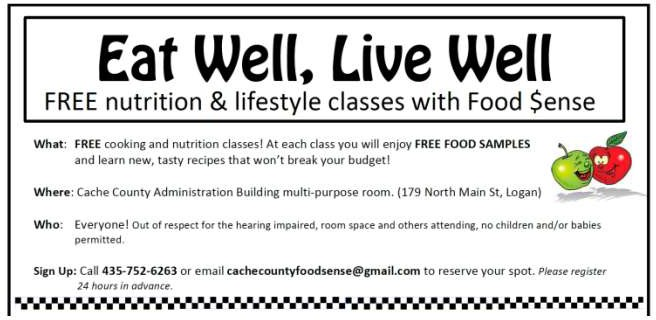 Eat Well, Live Well
FREE nutrition & lifestyle classes with Food $ense
What: FREE cooking and nutrition classes! At each class you will enjoy FREE FOOD SAMPLES
and learn new, tasty recipes that won't break your budget!
Where: Cache County Administration Building multi-purpose room. (179 North Main St, Logan)
Who: Everyone! Out of respect for the hearing impaired, room space and others attending, no children and/or babies
permitted.
Sign Up: Call 435-752-6263 or email cachecountyfoodsense@gmail.com to reserve your spot. Please register
24 hours in advance.